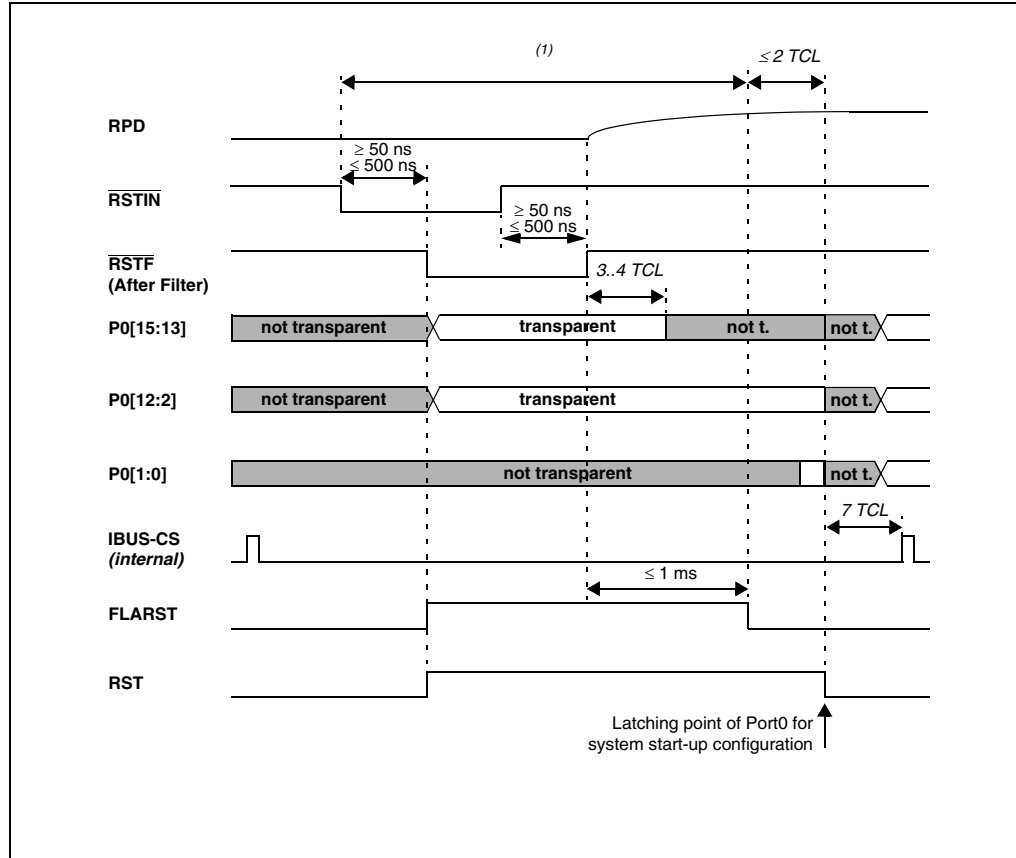 (1)
≤ 2 TCL
RPD
≥ 50 ns
≤ 500 ns
RSTIN
≥ 50 ns
≤ 500 ns
RSTF
(After Filter)
3..4 TCL
P0[15:13]
not transparent
transparent
not t.
not t.
P0[12:2]
not transparent
transparent
not t.
P0[1:0]
not transparent
not t.
7 TCL
IBUS-CS
(internal)
≤ 1 ms
FLARST
RST
Latching point of Port0 for
system start-up configuration